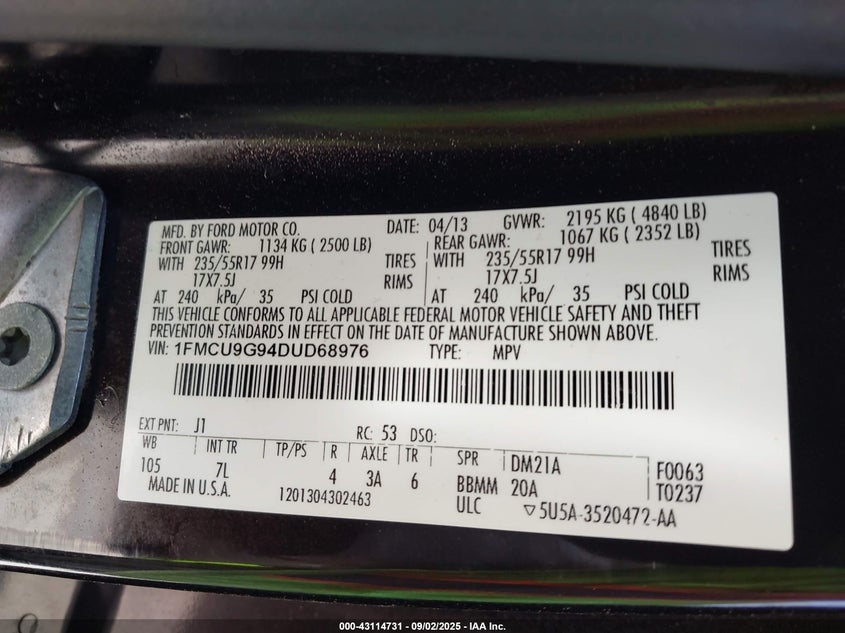 MFD. BY FORD MOTOR CO. DATE: 04/13 GVWR: 2195 KG ( 4840 LB)
FRONT GAWR: 1134 KG ( 2500 LB) REAR GAWR: 1067 KG ( 2352 LB)
WITH 235/55R17 99H TIRES WITH 235/55R17 99H TIRES
17X7.5J RIMS 17X7.5J RIMS
AT 240 kPa/ 35 PSI COLD AT 240 kPa/ 35 PSI COLD
THIS VEHICLE CONFORMS TO ALL APPLICABLE FEDERAL MOTOR VEHICLE SAFETY AND THEFT
PREVENTION STANDARDS IN EFFECT ON THE DATE OF MANUFACTURE SHOWN ABOVE.
VIN: 1FMCU9G94DUD68976 TYPE: MPV
EXT PNT: J1 RC: 53 DSO:
WB INT TR TP/PS R AXLE TR SPR DM21A F0063
105 7L 4 3A 6 BBMM 20A T0237
MADE IN U.S.A. 1201304302463 ULC ▽5U5A-3520472-AA
000-43114731 - 09/02/2025 - IAA Inc.